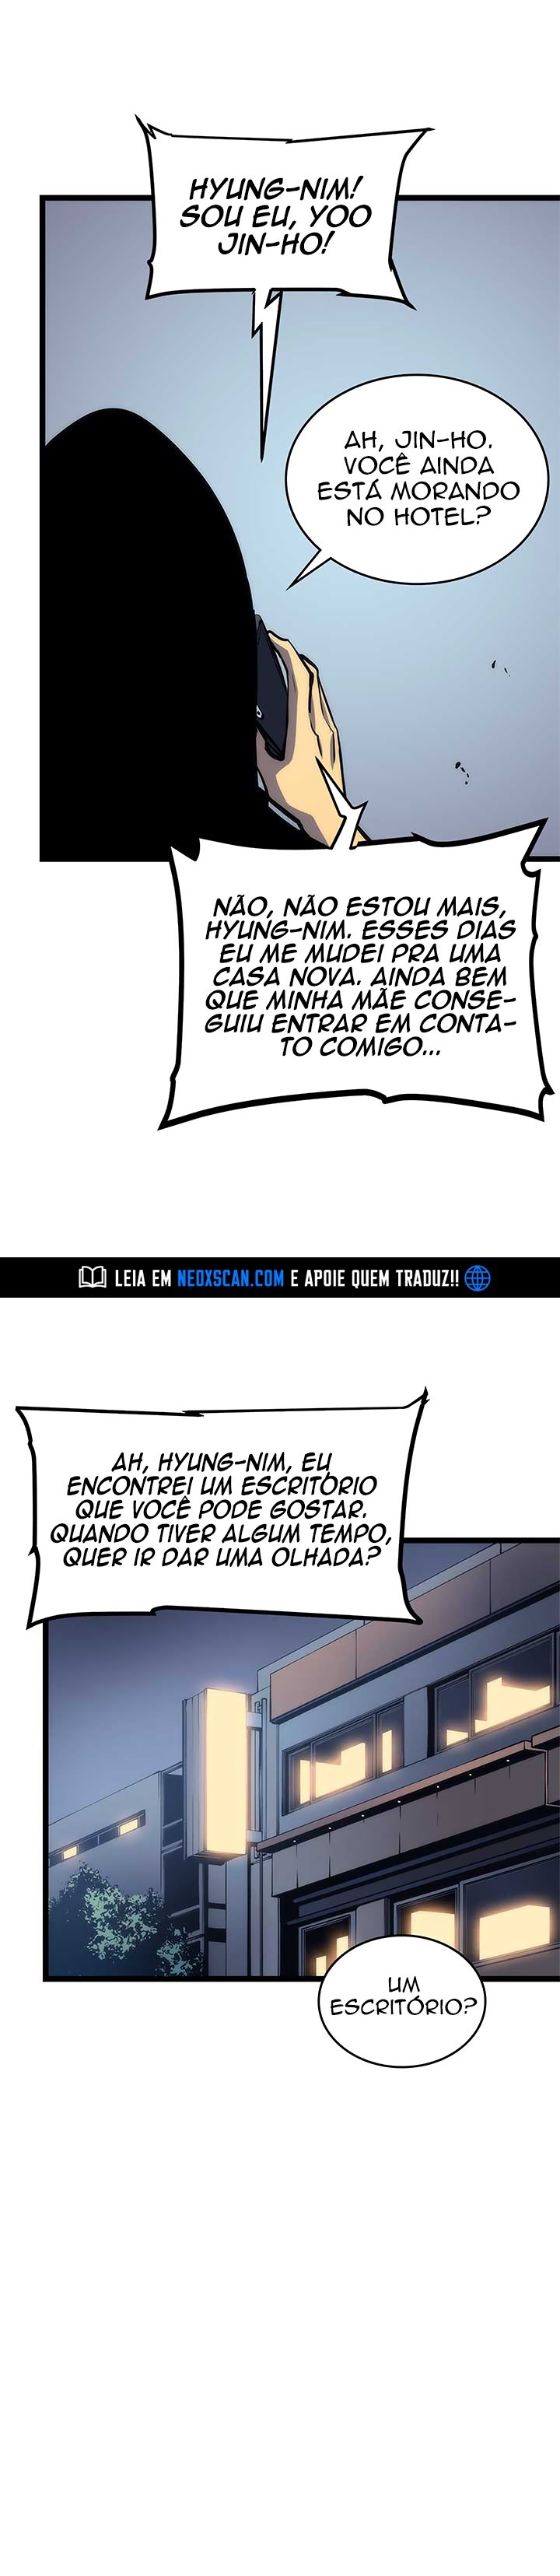 HYUNG-NIM!
SOU EU, YOO
JIN-HO!
AH, JIN-HO.
VOCÊ AINDA
ESTÁ MORANDO
NO HOTEL?
NÃO, NÃO ESTOU MAIS,
HYUNG-NIM. ESSES DIAS
EU ME MUDEI PRA UMA
CASA NOVA. AINDA BEM
QUE MINHA MÃE CONSE-
GUIU ENTRAR EM CONTA-
TO COMIGO...
LEIA EM NEOXSCAN.COM E APOIE QUEM TRADUZ!!
AH, HYUNG-NIM, EU
ENCONTREI UM ESCRITÓRIO
QUE VOCÊ PODE GOSTAR.
QUANDO TIVER ALGUM TEMPO,
QUER IR DAR UMA OLHADA?
UM
ESCRITÓRIO?